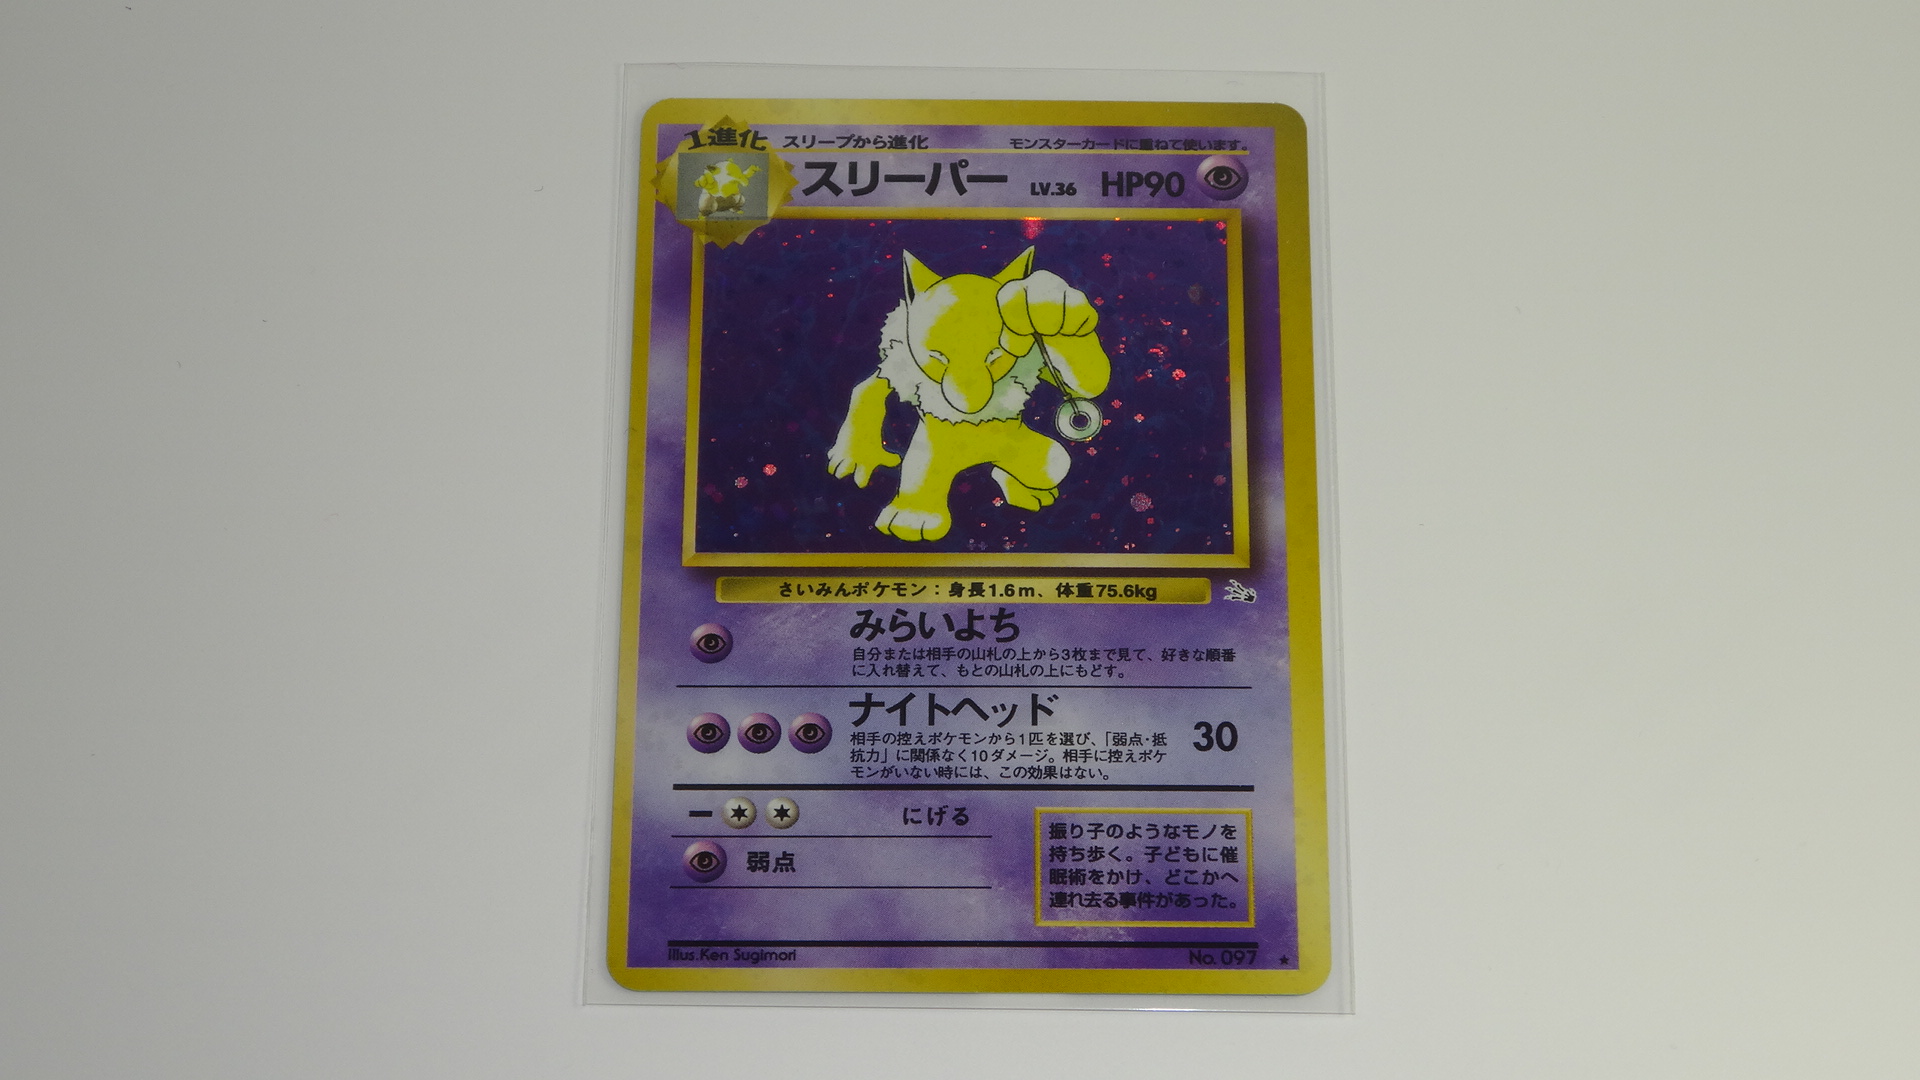 1進化 スリープから進化 モンスターカードに重ねて使います。
スリーパー LV.36 HP90
さいみんポケモン：身長1.6m、体重75.6kg
みらいよち
自分または相手の山札の上から3枚まで見て、好きな順番
に入れ替えて、もとの山札の上にもどす。
ナイトヘッド 30
相手の控えポケモンから1匹を選び、「弱点・抵
抗力」に関係なく10ダメージ。相手に控えポケ
モンがいない時には、この効果はない。
ー にげる
弱点
振り子のようなモノを
持ち歩く。子どもに催
眠術をかけ、どこかへ
連れ去る事件があった。
Illus.Ken Sugimori No. 097 ★